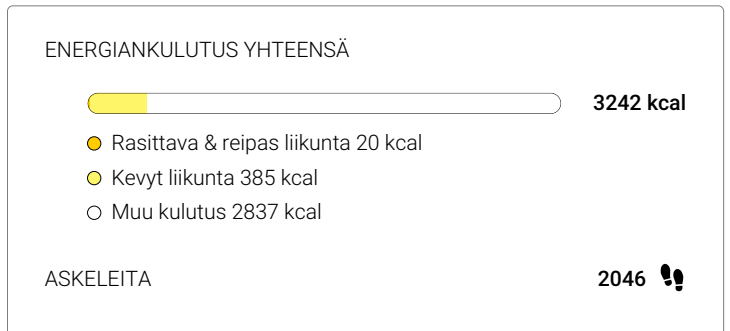 ENERGIANKULUTUS YHTEENSÄ
3242 kcal
Rasittava & reipas liikunta 20 kcal
Kevyt liikunta 385 kcal
Muu kulutus 2837 kcal
ASKELEITA 2046